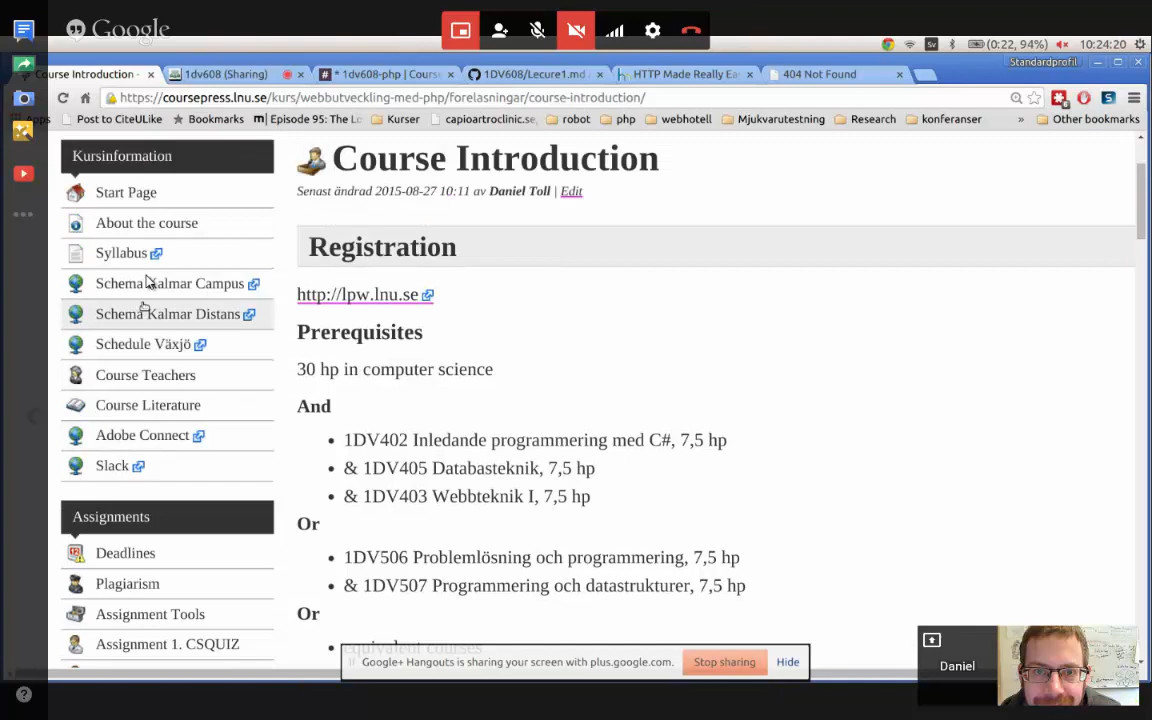 Google
(0:22, 94%) 10:24:20
Sv
Course Introduction -
1dv608 (Sharing)
* 1dv608-php | Cours
1DV608/Lecure1.md
HTTP Made Really Ea
404 Not Found
Standardprofil
https://coursepress.lnu.se/kurs/webbutveckling-med-php/forelasningar/course-introduction/
Apps
Post to CiteULike
Bookmarks
Episode 95: The Lo
Kurser
capioartroclinic.se,
robot
php
webhotell
Mjukvarutestning
Research
konferanser
»
Other bookmarks
Kursinformation
Start Page
About the course
Syllabus
Schema Kalmar Campus
Schema Kalmar Distans
Schedule Växjö
Course Teachers
Course Literature
Adobe Connect
Slack
Assignments
Deadlines
Plagiarism
Assignment Tools
Assignment 1. CSQUIZ
Course Introduction
Senast ändrad 2015-08-27 10:11 av Daniel Toll | Edit
Registration
http://lpw.lnu.se
Prerequisites
30 hp in computer science
And
• 1DV402 Inledande programmering med C#, 7,5 hp
• & 1DV405 Databasteknik, 7,5 hp
• & 1DV403 Webbteknik I, 7,5 hp
Or
• 1DV506 Problemlösning och programmering, 7,5 hp
• & 1DV507 Programmering och datastrukturer, 7,5 hp
Or
• equivalent courses
Google+ Hangouts is sharing your screen with plus.google.com.
Stop sharing
Hide
Daniel